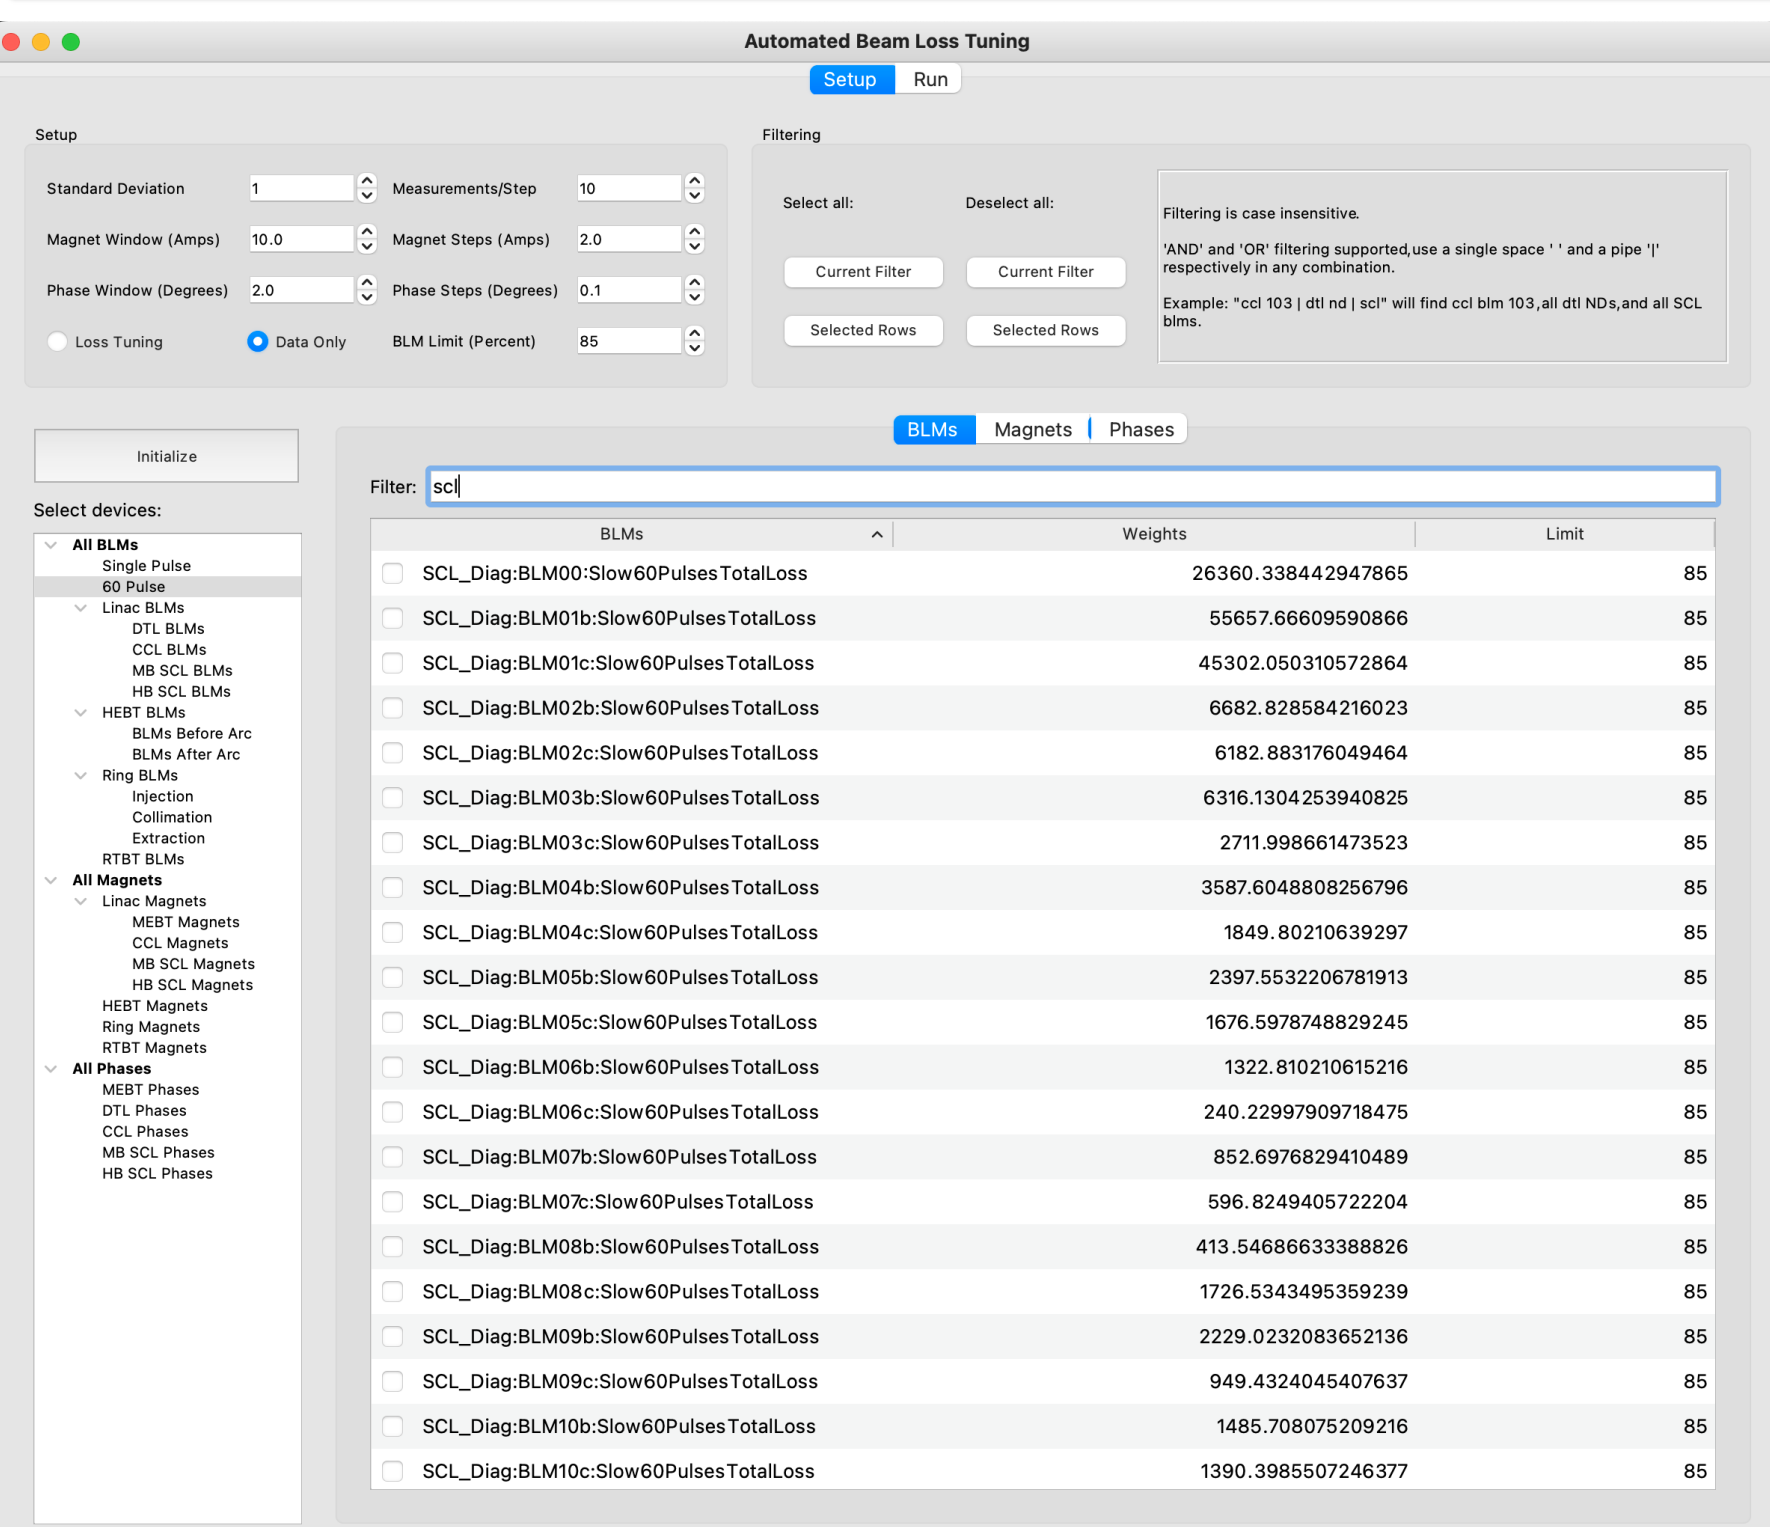 Automated Beam Loss Tuning
Setup Run
Setup
Standard Deviation 1 Measurements/Step 10
Magnet Window (Amps) 10.0 Magnet Steps (Amps) 2.0
Phase Window (Degrees) 2.0 Phase Steps (Degrees) 0.1
Loss Tuning Data Only BLM Limit (Percent) 85
Filtering
Select all: Deselect all:
Current Filter Current Filter
Selected Rows Selected Rows
Filtering is case insensitive.
'AND' and 'OR' filtering supported,use a single space ' ' and a pipe '|'
respectively in any combination.
Example: "ccl 103 | dtl nd | scl" will find ccl blm 103,all dtl NDs,and all SCL
blms.
Initialize
Select devices:
All BLMs
Single Pulse
60 Pulse
Linac BLMs
DTL BLMs
CCL BLMs
MB SCL BLMs
HB SCL BLMs
HEBT BLMs
BLMs Before Arc
BLMs After Arc
Ring BLMs
Injection
Collimation
Extraction
RTBT BLMs
All Magnets
Linac Magnets
MEBT Magnets
CCL Magnets
MB SCL Magnets
HB SCL Magnets
HEBT Magnets
Ring Magnets
RTBT Magnets
All Phases
MEBT Phases
DTL Phases
CCL Phases
MB SCL Phases
HB SCL Phases
BLMs Magnets Phases
Filter: scl
BLMs Weights Limit
SCL_Diag:BLM00:Slow60PulsesTotalLoss 26360.338442947865 85
SCL_Diag:BLM01b:Slow60PulsesTotalLoss 55657.66609590866 85
SCL_Diag:BLM01c:Slow60PulsesTotalLoss 45302.050310572864 85
SCL_Diag:BLM02b:Slow60PulsesTotalLoss 6682.828584216023 85
SCL_Diag:BLM02c:Slow60PulsesTotalLoss 6182.883176049464 85
SCL_Diag:BLM03b:Slow60PulsesTotalLoss 6316.1304253940825 85
SCL_Diag:BLM03c:Slow60PulsesTotalLoss 2711.998661473523 85
SCL_Diag:BLM04b:Slow60PulsesTotalLoss 3587.6048808256796 85
SCL_Diag:BLM04c:Slow60PulsesTotalLoss 1849.80210639297 85
SCL_Diag:BLM05b:Slow60PulsesTotalLoss 2397.5532206781913 85
SCL_Diag:BLM05c:Slow60PulsesTotalLoss 1676.5978748829245 85
SCL_Diag:BLM06b:Slow60PulsesTotalLoss 1322.810210615216 85
SCL_Diag:BLM06c:Slow60PulsesTotalLoss 240.22997909718475 85
SCL_Diag:BLM07b:Slow60PulsesTotalLoss 852.6976829410489 85
SCL_Diag:BLM07c:Slow60PulsesTotalLoss 596.8249405722204 85
SCL_Diag:BLM08b:Slow60PulsesTotalLoss 413.54686633388826 85
SCL_Diag:BLM08c:Slow60PulsesTotalLoss 1726.5343495359239 85
SCL_Diag:BLM09b:Slow60PulsesTotalLoss 2229.0232083652136 85
SCL_Diag:BLM09c:Slow60PulsesTotalLoss 949.4324045407637 85
SCL_Diag:BLM10b:Slow60PulsesTotalLoss 1485.708075209216 85
SCL_Diag:BLM10c:Slow60PulsesTotalLoss 1390.3985507246377 85